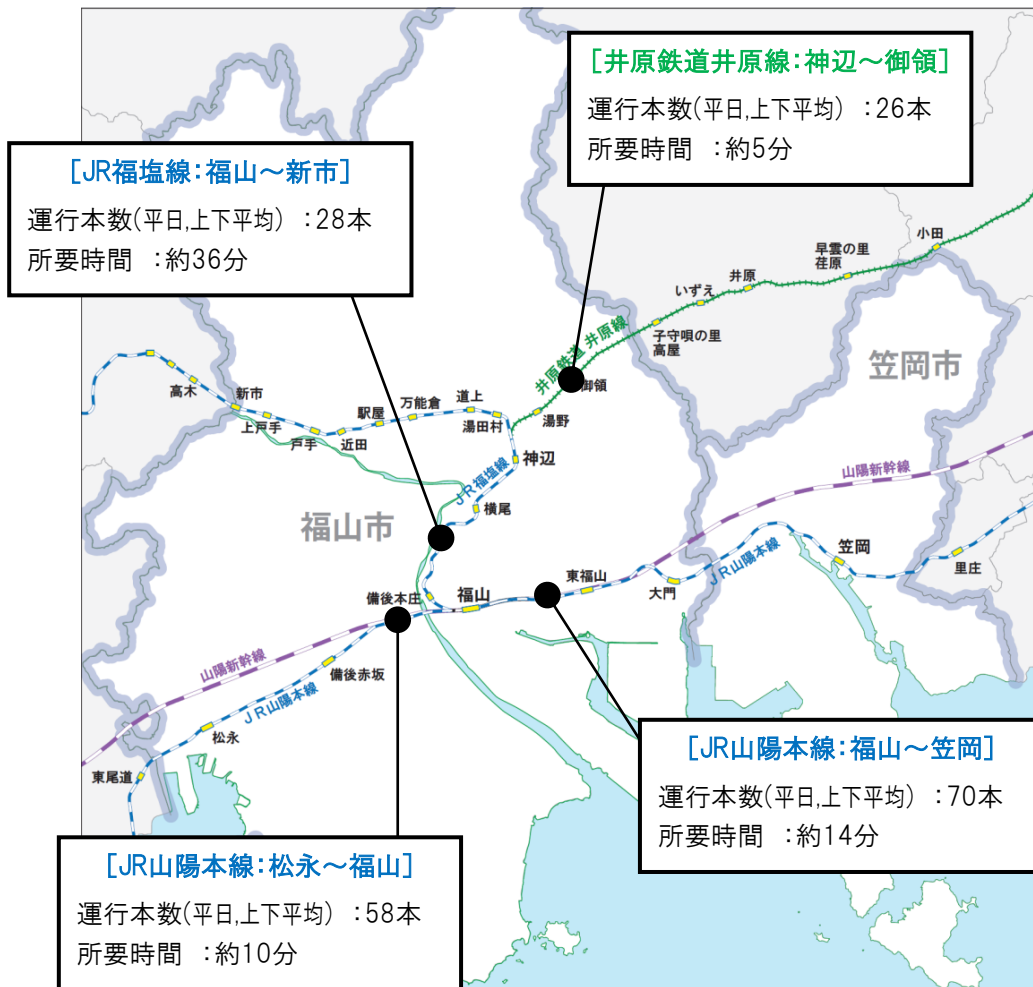 [井原鉄道井原線:神辺～御領]
運行本数(平日,上下平均) :26本
所要時間 :約5分
[JR福塩線:福山～新市]
運行本数(平日,上下平均) :28本
所要時間 :約36分
小田
早雲の里
荏原
井原
いずえ
子守唄の里
高屋
井原鉄道 井原線
御領
湯野
笠岡市
高木
新市
上戸手
戸手
近田
駅家
万能倉
道上
湯田村
神辺
JR福塩線
横尾
福山市
山陽新幹線
笠岡
里庄
JR山陽本線
大門
東福山
福山
備後本庄
備後赤坂
山陽新幹線
JR山陽本線
松永
東尾道
[JR山陽本線:福山～笠岡]
運行本数(平日,上下平均) :70本
所要時間 :約14分
[JR山陽本線:松永～福山]
運行本数(平日,上下平均) :58本
所要時間 :約10分